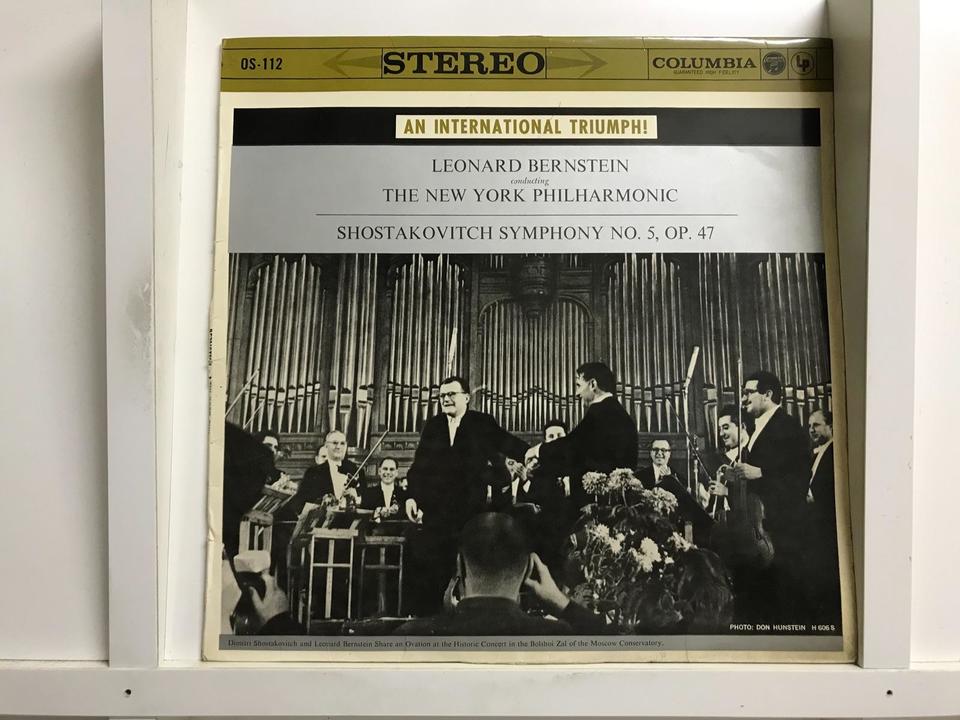 OS-112
STEREO
COLUMBIA
GUARANTEED HIGH FIDELITY
LP
AN INTERNATIONAL TRIUMPH!
LEONARD BERNSTEIN
conducting
THE NEW YORK PHILHARMONIC
SHOSTAKOVITCH SYMPHONY NO. 5, OP. 47
PHOTO: DON HUNSTEIN H 606 S
Dimitri Shostakovitch and Leonard Bernstein Share an Ovation at the Historic Concert in the Bolshoi Zal of the Moscow Conservatory.